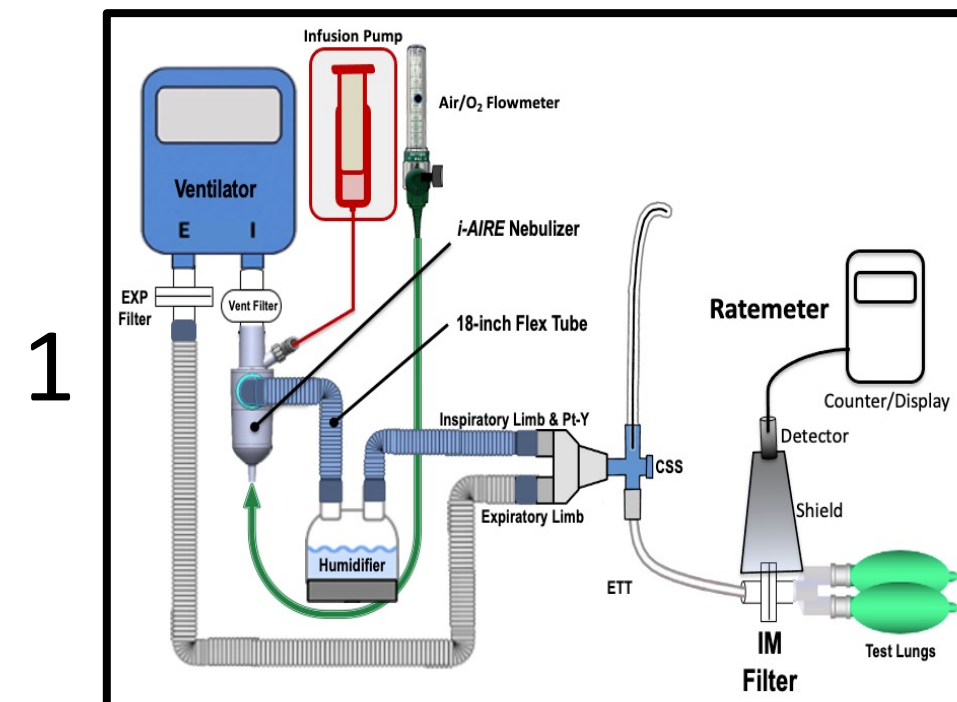 1
Infusion Pump
Air/O₂ Flowmeter
Ventilator
E I
i-AIRE Nebulizer
EXP
Filter
Vent Filter
18-inch Flex Tube
Ratemeter
Counter/Display
Inspiratory Limb & Pt-Y
Detector
CSS
Shield
Expiratory Limb
Humidifier
ETT
IM
Filter
Test Lungs